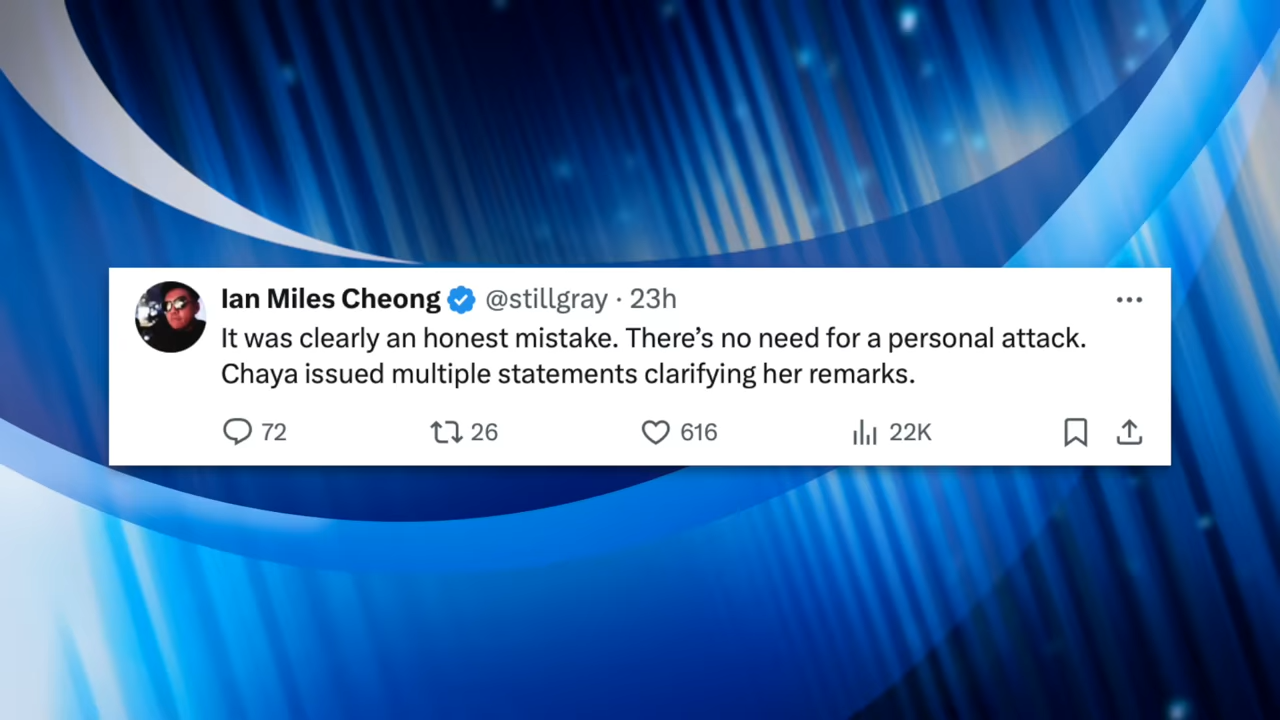 Ian Miles Cheong @stillgray · 23h
It was clearly an honest mistake. There’s no need for a personal attack.
Chaya issued multiple statements clarifying her remarks.
72 26 616 22K